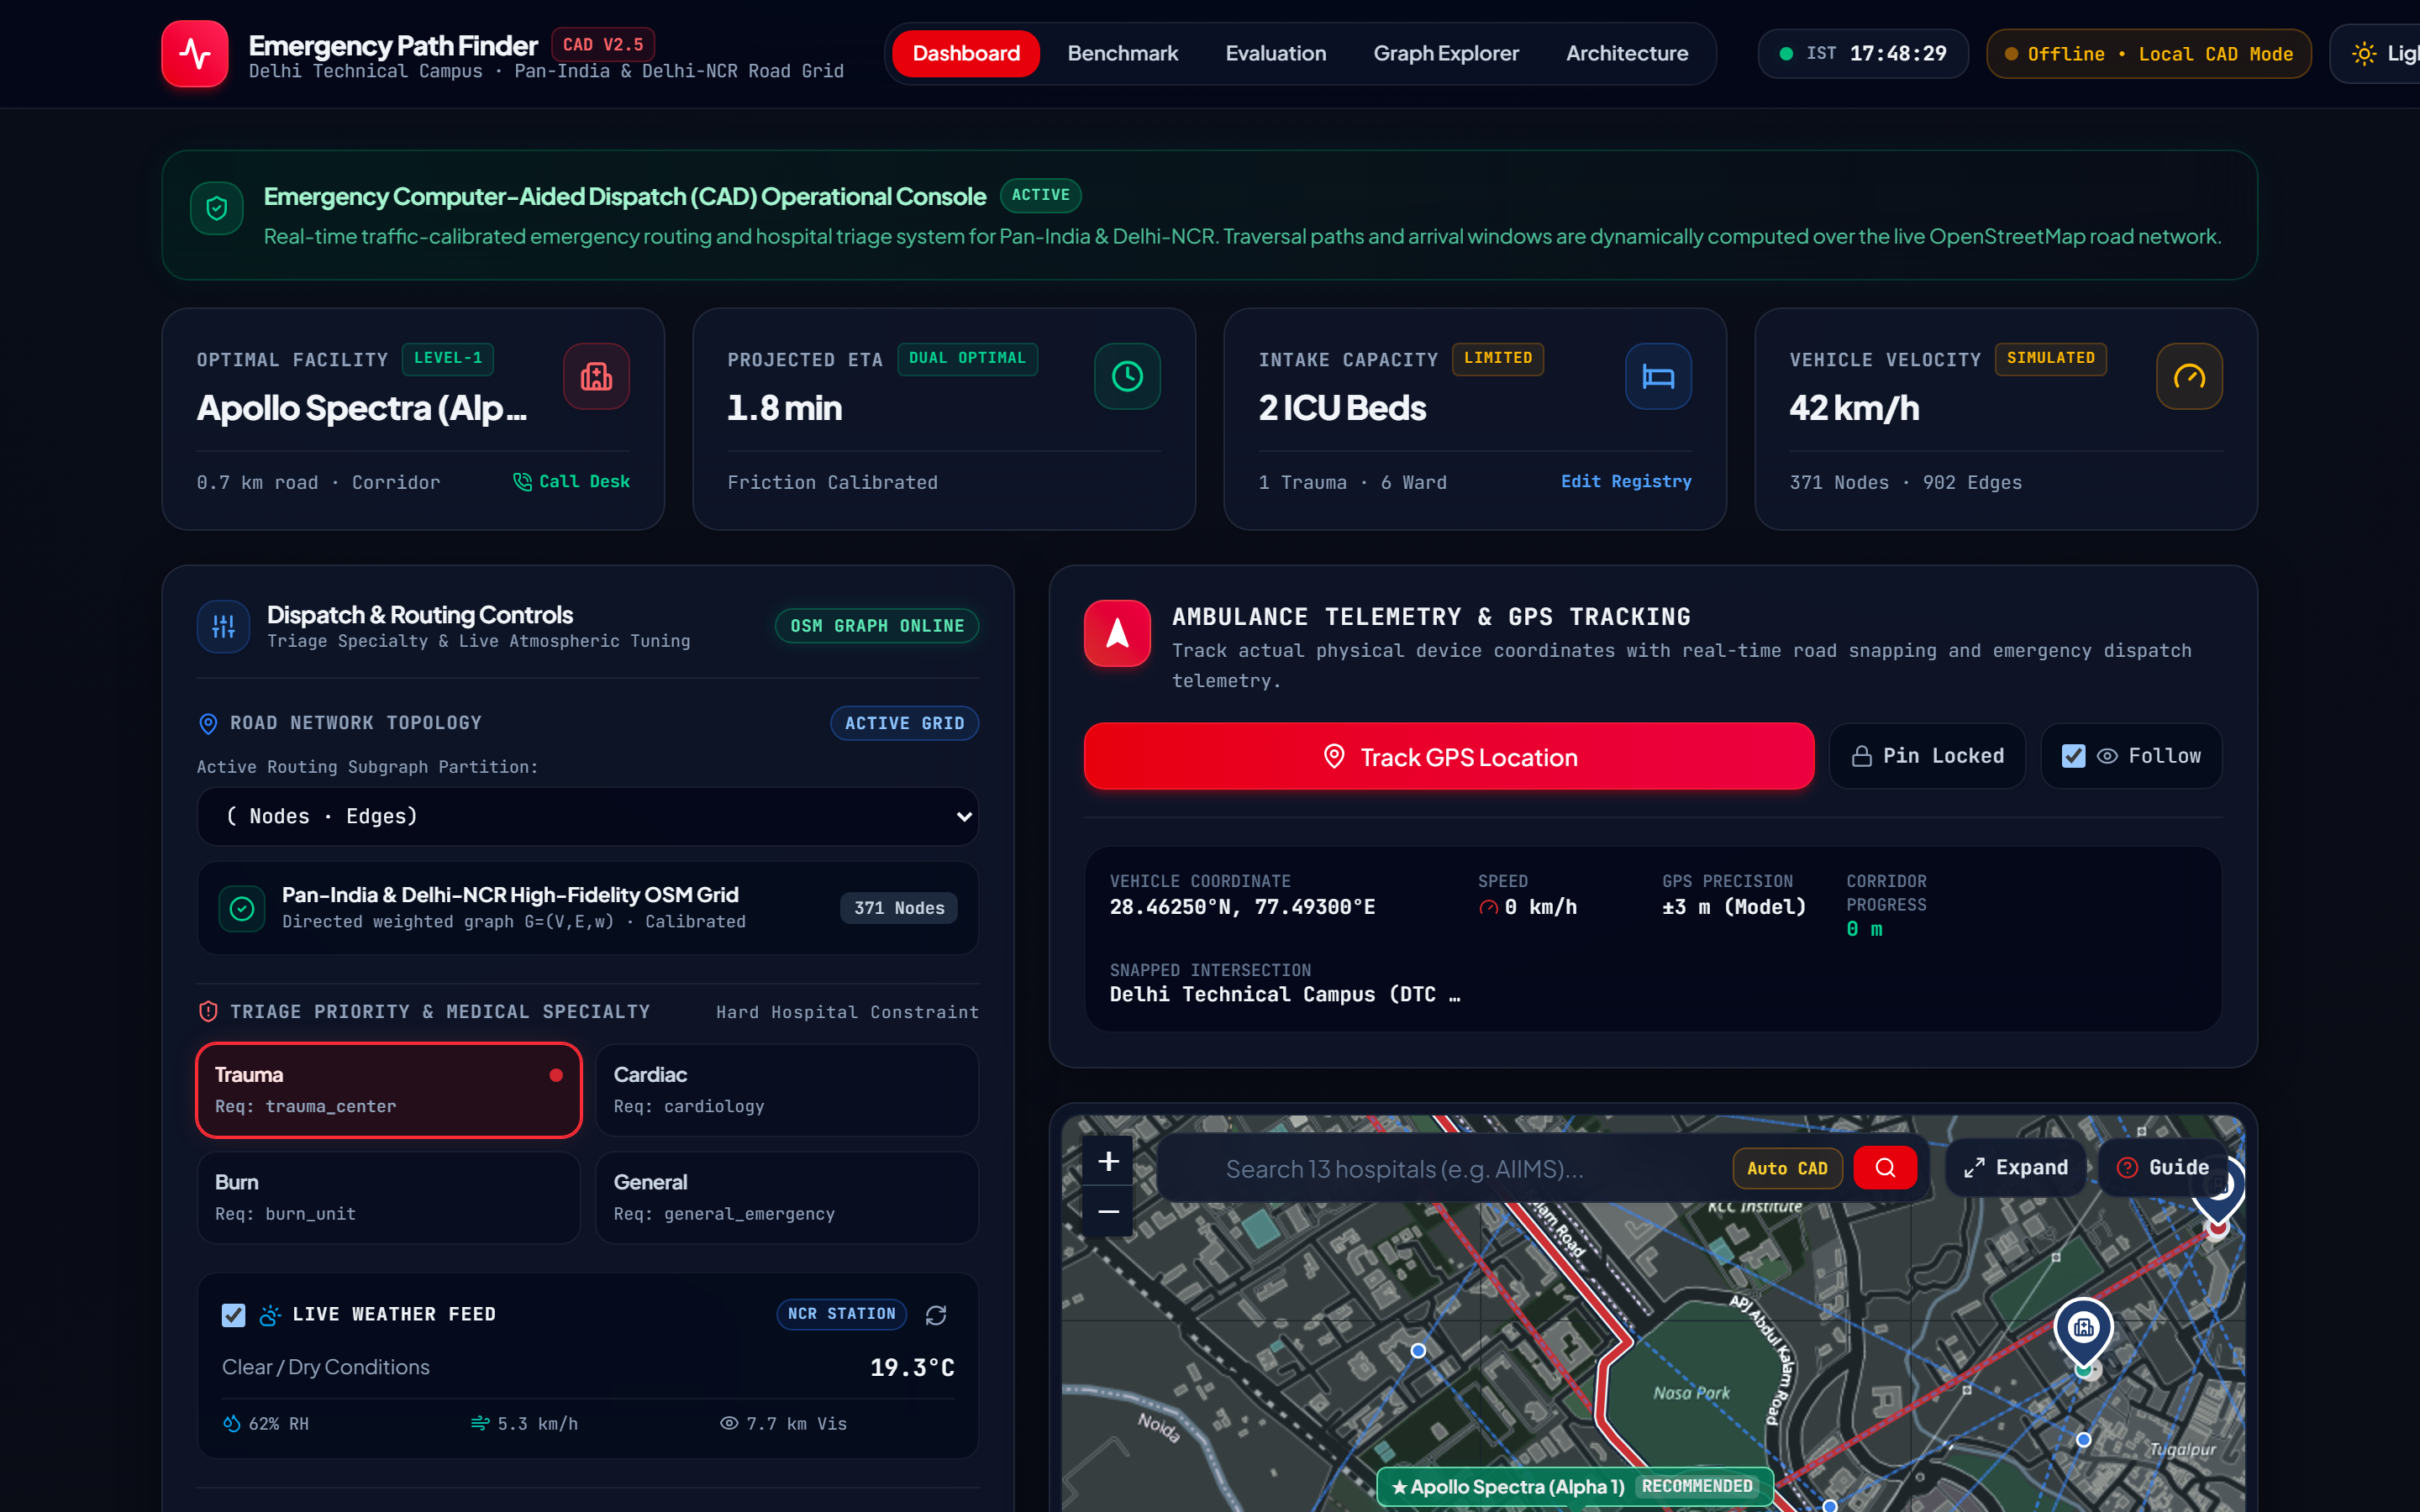 Emergency Path Finder CAD V2.5
Delhi Technical Campus · Pan-India & Delhi-NCR Road Grid
Dashboard Benchmark Evaluation Graph Explorer Architecture
IST 17:48:29
Offline • Local CAD Mode
Emergency Computer-Aided Dispatch (CAD) Operational Console ACTIVE
Real-time traffic-calibrated emergency routing and hospital triage system for Pan-India & Delhi-NCR. Traversal paths and arrival windows are dynamically computed over the live OpenStreetMap road network.
OPTIMAL FACILITY LEVEL-1
Apollo Spectra (Alp...
0.7 km road · Corridor Call Desk
PROJECTED ETA DUAL OPTIMAL
1.8 min
Friction Calibrated
INTAKE CAPACITY LIMITED
2 ICU Beds
1 Trauma · 6 Ward Edit Registry
VEHICLE VELOCITY SIMULATED
42 km/h
371 Nodes · 902 Edges
Dispatch & Routing Controls
Triage Specialty & Live Atmospheric Tuning
OSM GRAPH ONLINE
ROAD NETWORK TOPOLOGY ACTIVE GRID
Active Routing Subgraph Partition:
( Nodes · Edges)
Pan-India & Delhi-NCR High-Fidelity OSM Grid
Directed weighted graph G=(V,E,w) · Calibrated
371 Nodes
TRIAGE PRIORITY & MEDICAL SPECIALTY Hard Hospital Constraint
Trauma
Req: trauma_center
Cardiac
Req: cardiology
Burn
Req: burn_unit
General
Req: general_emergency
LIVE WEATHER FEED NCR STATION
Clear / Dry Conditions 19.3°C
62% RH 5.3 km/h 7.7 km Vis
AMBULANCE TELEMETRY & GPS TRACKING
Track actual physical device coordinates with real-time road snapping and emergency dispatch
telemetry.
Track GPS Location Pin Locked Follow
VEHICLE COORDINATE
28.46250°N, 77.49300°E
SPEED
0 km/h
GPS PRECISION
±3 m (Model)
CORRIDOR
PROGRESS
0 m
SNAPPED INTERSECTION
Delhi Technical Campus (DTC …
+
−
Search 13 hospitals (e.g. AIIMS)... Auto CAD
Expand Guide
KCC Institute
Road
APJ Abdul Kalam Road
Nasa Park
Noida
Tugalpur
★ Apollo Spectra (Alpha 1) RECOMMENDED